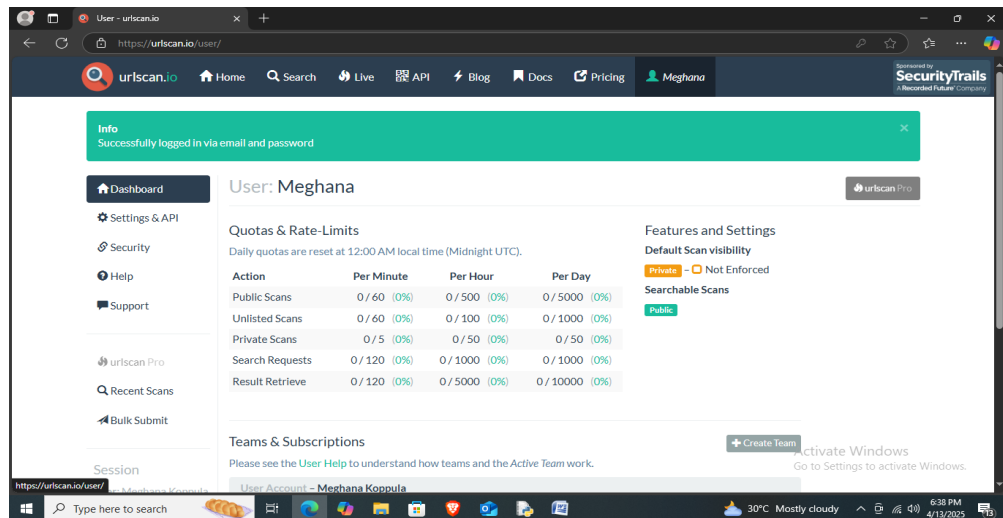 User - urlscan.io
https://urlscan.io/user/
urlscan.io Home Search Live API Blog Docs Pricing Meghana
Sponsored by
SecurityTrails
A Recorded Future® Company
Info
Successfully logged in via email and password
Dashboard
Settings & API
Security
Help
Support
urlscan Pro
Recent Scans
Bulk Submit
Session
User: Meghana Koppula
User: Meghana
urlscan Pro
Quotas & Rate-Limits
Daily quotas are reset at 12:00 AM local time (Midnight UTC).
Action Per Minute Per Hour Per Day
Public Scans 0 / 60 (0%) 0 / 500 (0%) 0 / 5000 (0%)
Unlisted Scans 0 / 60 (0%) 0 / 100 (0%) 0 / 1000 (0%)
Private Scans 0 / 5 (0%) 0 / 50 (0%) 0 / 50 (0%)
Search Requests 0 / 120 (0%) 0 / 1000 (0%) 0 / 1000 (0%)
Result Retrieve 0 / 120 (0%) 0 / 5000 (0%) 0 / 10000 (0%)
Features and Settings
Default Scan visibility
Private – Not Enforced
Searchable Scans
Public
Teams & Subscriptions
Create Team
Please see the User Help to understand how teams and the Active Team work.
User Account – Meghana Koppula
Activate Windows
Go to Settings to activate Windows.
https://urlscan.io/user/
Type here to search
30°C Mostly cloudy
6:38 PM
4/13/2025